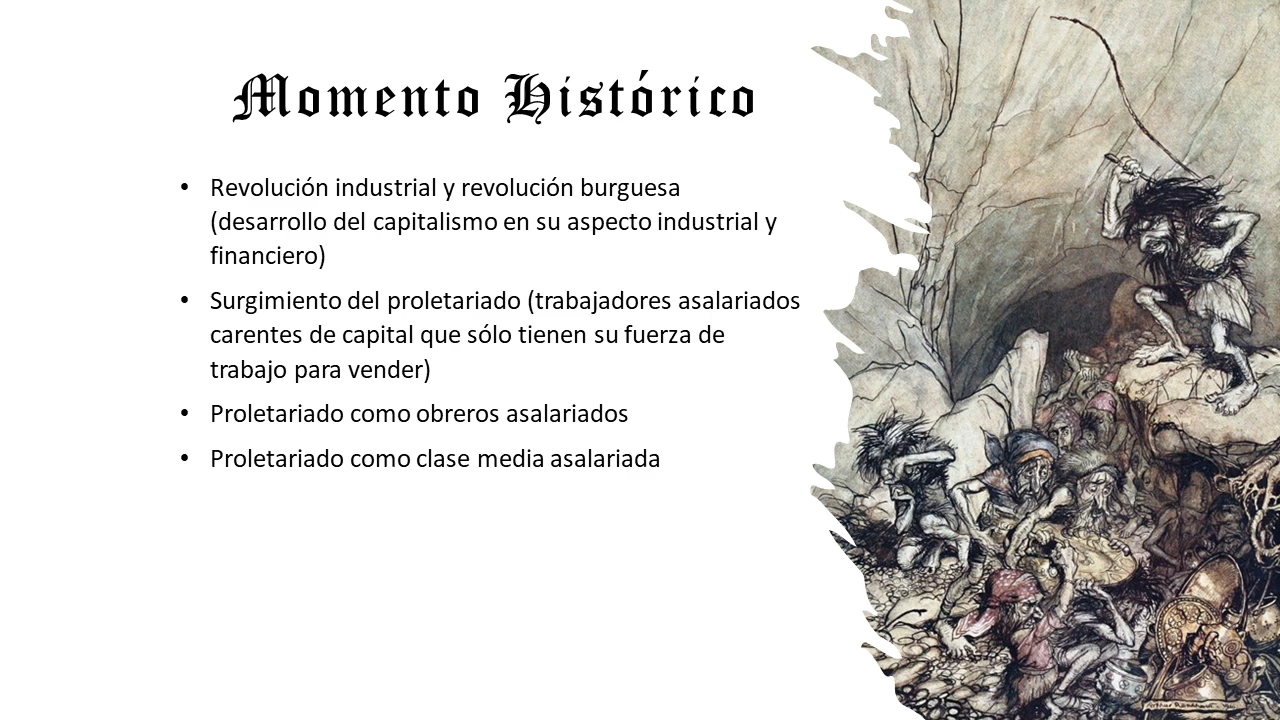 Momento Histórico
• Revolución industrial y revolución burguesa
(desarrollo del capitalismo en su aspecto industrial y
financiero)
• Surgimiento del proletariado (trabajadores asalariados
carentes de capital que sólo tienen su fuerza de
trabajo para vender)
• Proletariado como obreros asalariados
• Proletariado como clase media asalariada
Arthur Rackham